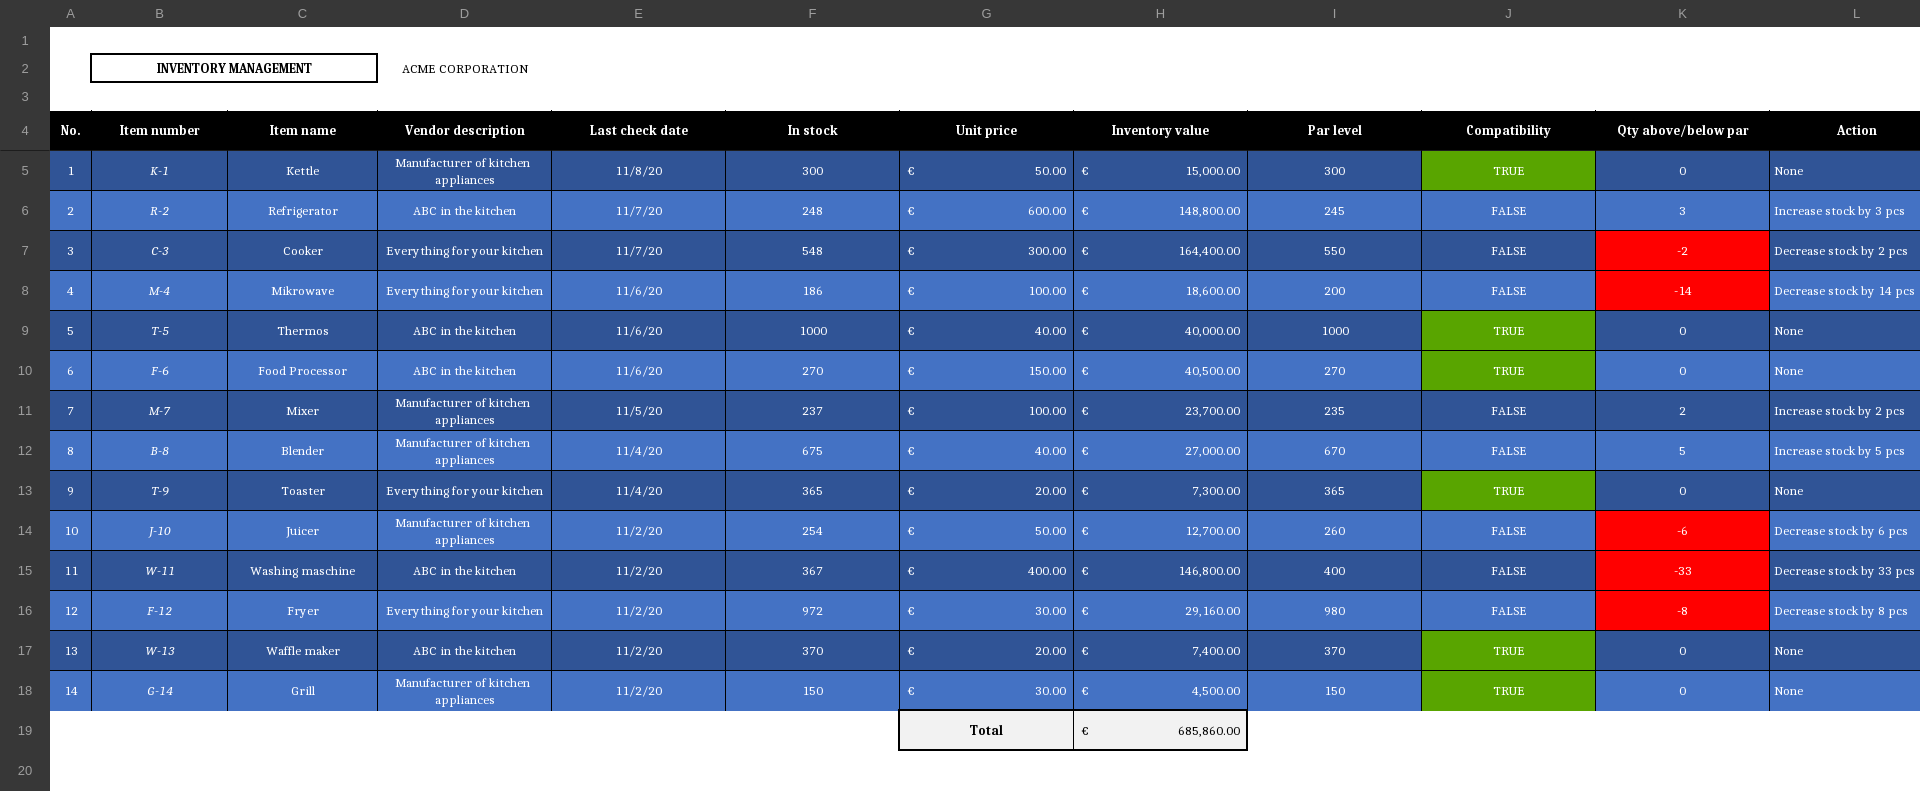 A B C D E F G H I J K L
1
2 INVENTORY MANAGEMENT ACME CORPORATION
3
4 No. Item number Item name Vendor description Last check date In stock Unit price Inventory value Par level Compatibility Qty above/below par Action
5 1 K-1 Kettle Manufacturer of kitchen appliances 11/8/20 300 € 50.00 € 15,000.00 300 TRUE 0 None
6 2 R-2 Refrigerator ABC in the kitchen 11/7/20 248 € 600.00 € 148,800.00 245 FALSE 3 Increase stock by 3 pcs
7 3 C-3 Cooker Everything for your kitchen 11/7/20 548 € 300.00 € 164,400.00 550 FALSE -2 Decrease stock by 2 pcs
8 4 M-4 Mikrowave Everything for your kitchen 11/6/20 186 € 100.00 € 18,600.00 200 FALSE -14 Decrease stock by 14 pcs
9 5 T-5 Thermos ABC in the kitchen 11/6/20 1000 € 40.00 € 40,000.00 1000 TRUE 0 None
10 6 F-6 Food Processor ABC in the kitchen 11/6/20 270 € 150.00 € 40,500.00 270 TRUE 0 None
11 7 M-7 Mixer Manufacturer of kitchen appliances 11/5/20 237 € 100.00 € 23,700.00 235 FALSE 2 Increase stock by 2 pcs
12 8 B-8 Blender Manufacturer of kitchen appliances 11/4/20 675 € 40.00 € 27,000.00 670 FALSE 5 Increase stock by 5 pcs
13 9 T-9 Toaster Everything for your kitchen 11/4/20 365 € 20.00 € 7,300.00 365 TRUE 0 None
14 10 J-10 Juicer Manufacturer of kitchen appliances 11/2/20 254 € 50.00 € 12,700.00 260 FALSE -6 Decrease stock by 6 pcs
15 11 W-11 Washing maschine ABC in the kitchen 11/2/20 367 € 400.00 € 146,800.00 400 FALSE -33 Decrease stock by 33 pcs
16 12 F-12 Fryer Everything for your kitchen 11/2/20 972 € 30.00 € 29,160.00 980 FALSE -8 Decrease stock by 8 pcs
17 13 W-13 Waffle maker ABC in the kitchen 11/2/20 370 € 20.00 € 7,400.00 370 TRUE 0 None
18 14 G-14 Grill Manufacturer of kitchen appliances 11/2/20 150 € 30.00 € 4,500.00 150 TRUE 0 None
19 Total € 685,860.00
20